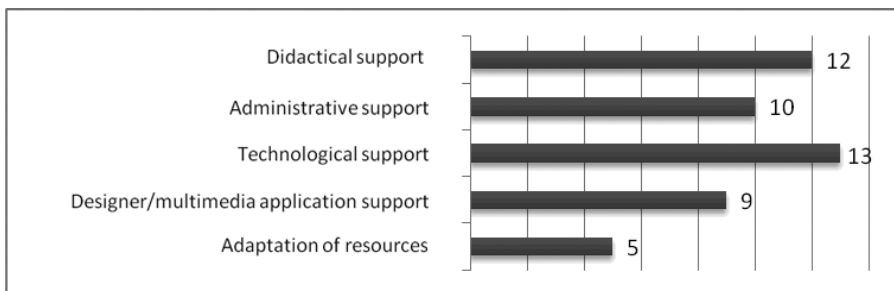 Didactical support 12
Administrative support 10
Technological support 13
Designer/multimedia application support 9
Adaptation of resources 5